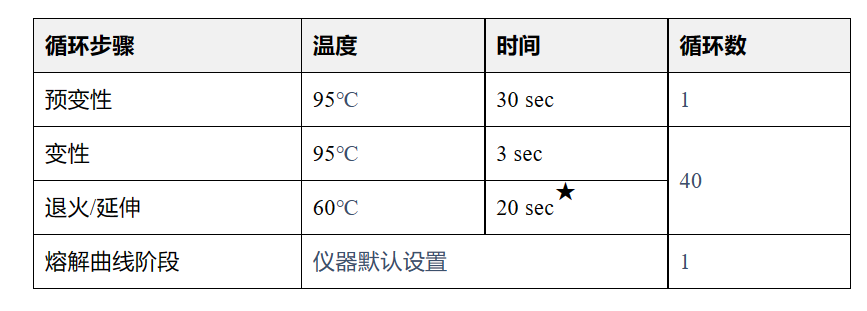 循环步骤 温度 时间 循环数
预变性 95℃ 30 sec 1
变性 95℃ 3 sec 40
退火/延伸 60℃ 20 sec★
熔解曲线阶段 仪器默认设置 1